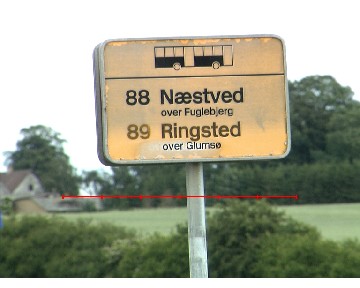 88 Næstved
over Fuglebjerg
89 Ringsted
over Glumsø